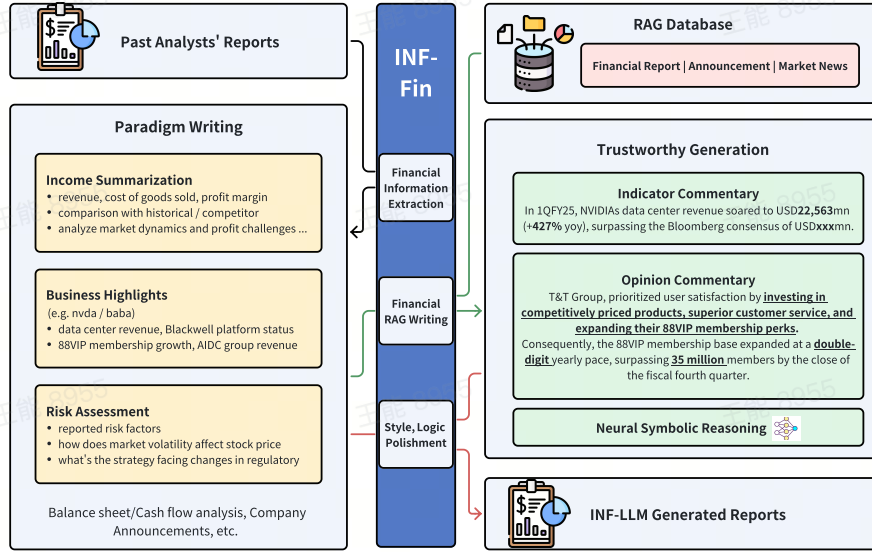 Past Analysts' Reports
Paradigm Writing
Income Summarization
• revenue, cost of goods sold, profit margin
• comparison with historical / competitor
• analyze market dynamics and profit challenges ...
Business Highlights
(e.g. nvda / baba)
• data center revenue, Blackwell platform status
• 88VIP membership growth, AIDC group revenue
Risk Assessment
• reported risk factors
• how does market volatility affect stock price
• what's the strategy facing changes in regulatory
Balance sheet/Cash flow analysis, Company
Announcements, etc.
INF-
Fin
Financial
Information
Extraction
Financial
RAG Writing
Style, Logic
Polishment
RAG Database
Financial Report | Announcement | Market News
Trustworthy Generation
Indicator Commentary
In 1QFY25, NVIDIAs data center revenue soared to USD22,563mn
(+427% yoy), surpassing the Bloomberg consensus of USDxxxmn.
Opinion Commentary
T&T Group, prioritized user satisfaction by investing in
competitively priced products, superior customer service, and
expanding their 88VIP membership perks.
Consequently, the 88VIP membership base expanded at a double-
digit yearly pace, surpassing 35 million members by the close of
the fiscal fourth quarter.
Neural Symbolic Reasoning
INF-LLM Generated Reports
王能 8955